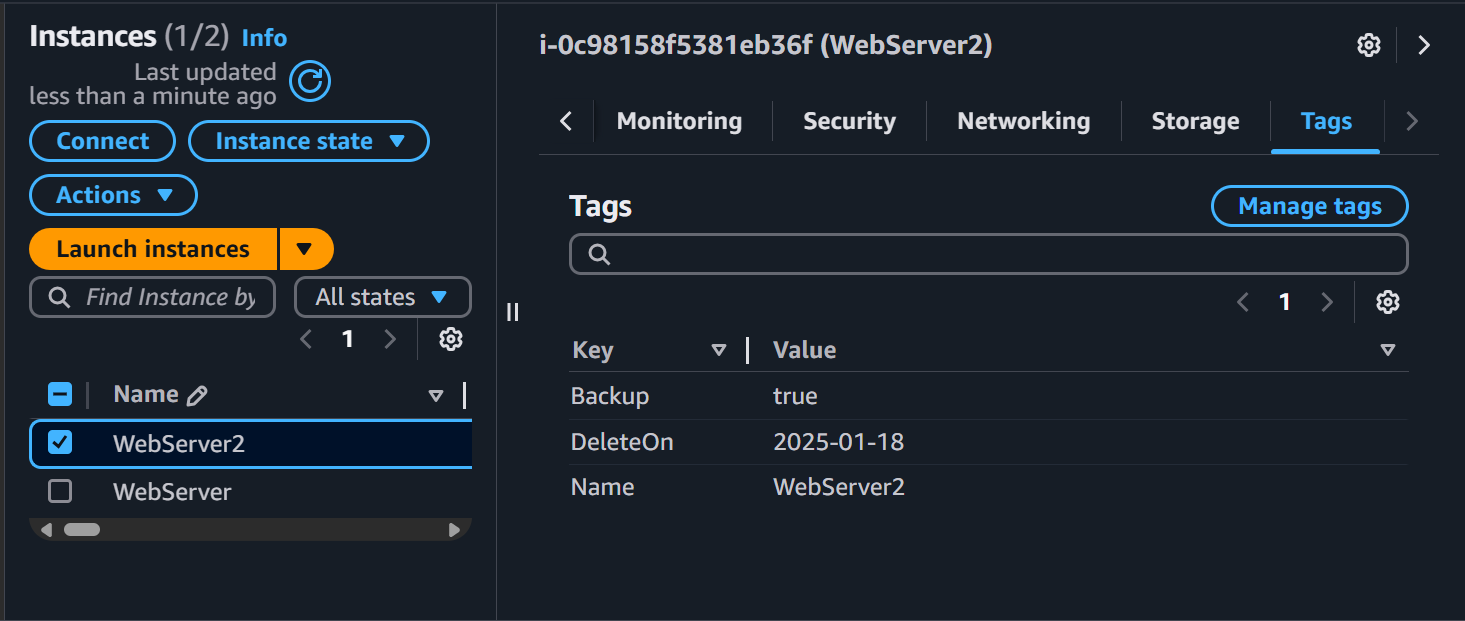 Instances (1/2) Info
Last updated
less than a minute ago
Connect
Instance state
Actions
Launch instances
Find Instance by
All states
1
Name
WebServer2
WebServer
i-0c98158f5381eb36f (WebServer2)
Monitoring
Security
Networking
Storage
Tags
Tags
Manage tags
1
Key Value
Backup true
DeleteOn 2025-01-18
Name WebServer2